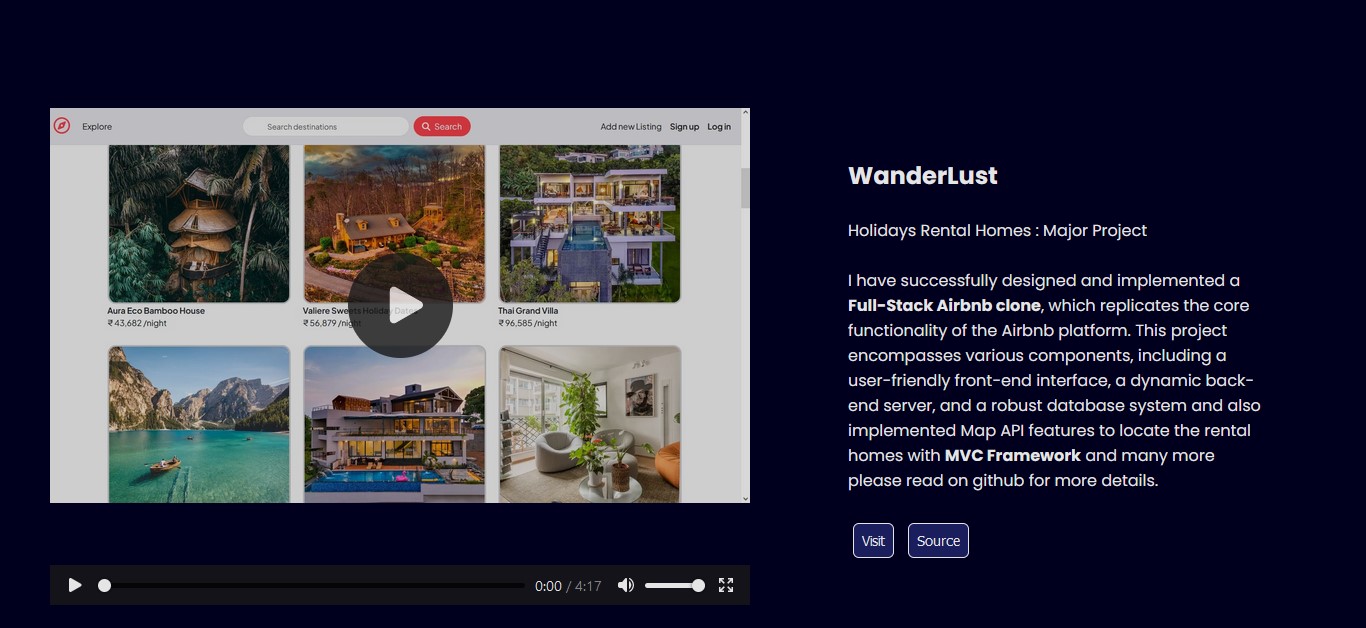 Explore
Search destinations
Search
Add new Listing Sign up Log in
Aura Eco Bamboo House
₹ 43,682 /night
Valiere Sweets Holiday Dates
₹ 56,879 /night
Thai Grand Villa
₹ 96,585 /night
0:00 / 4:17
WanderLust
Holidays Rental Homes : Major Project
I have successfully designed and implemented a
Full-Stack Airbnb clone, which replicates the core
functionality of the Airbnb platform. This project
encompasses various components, including a
user-friendly front-end interface, a dynamic back-
end server, and a robust database system and also
implemented Map API features to locate the rental
homes with MVC Framework and many more
please read on github for more details.
Visit
Source